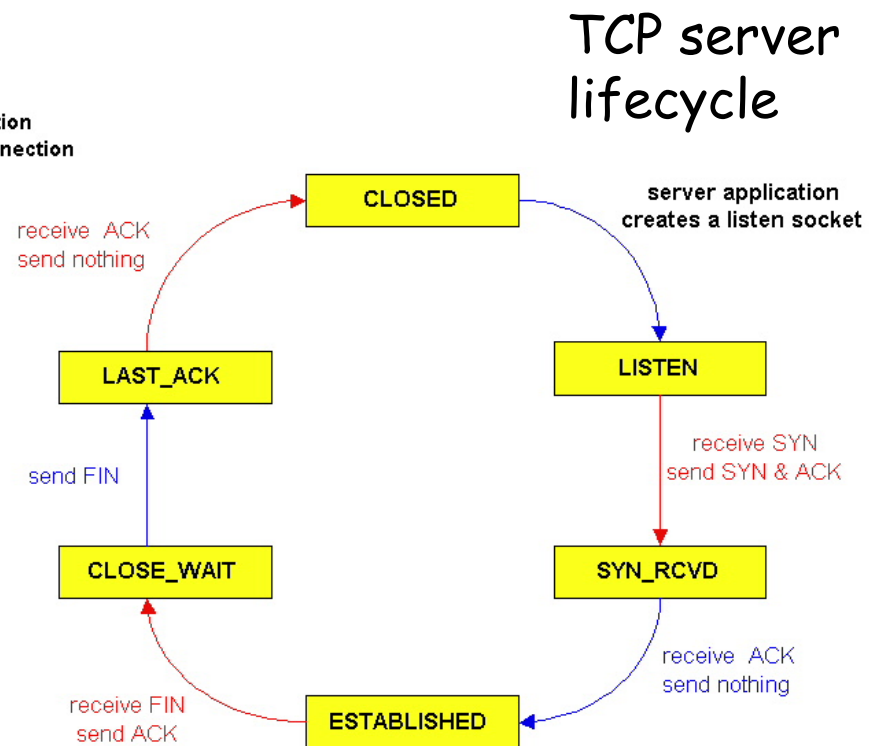 TCP server
lifecycle
tion
nection
CLOSED
server application
creates a listen socket
receive ACK
send nothing
LAST_ACK
LISTEN
receive SYN
send SYN & ACK
send FIN
CLOSE_WAIT
SYN_RCVD
receive ACK
send nothing
receive FIN
send ACK
ESTABLISHED